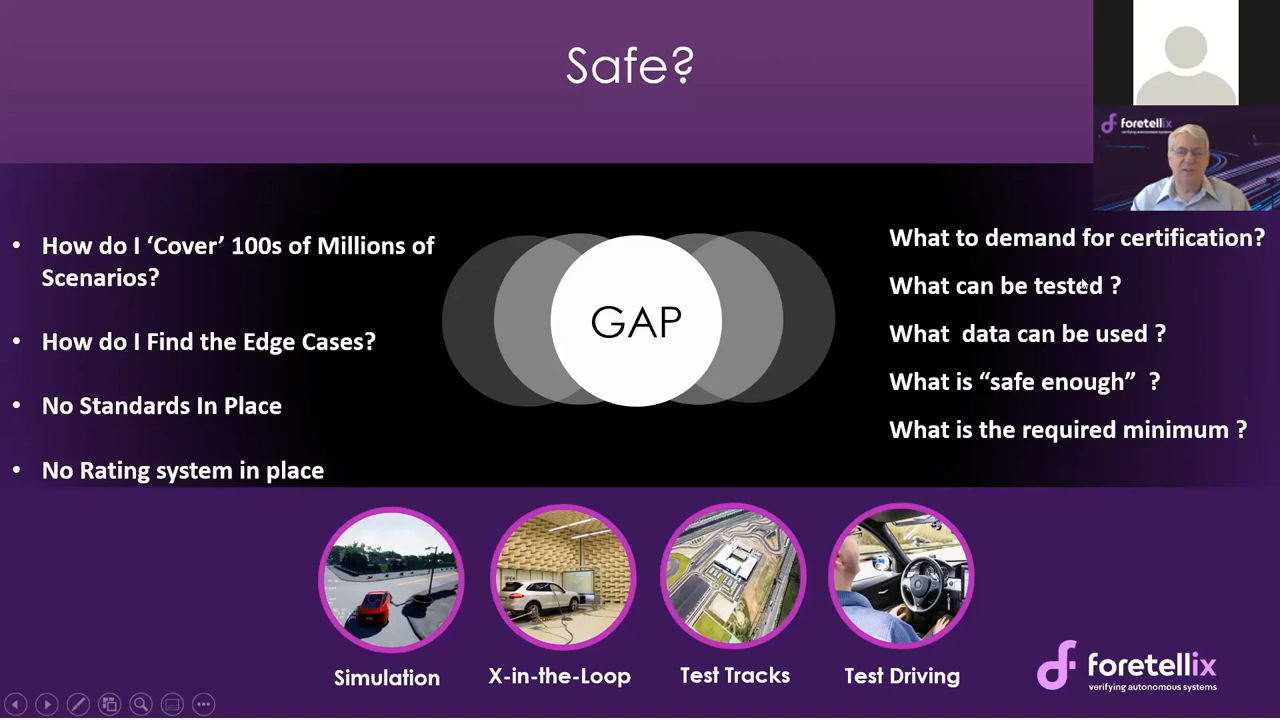 Safe?
foretellix
• How do I ‘Cover’ 100s of Millions of
Scenarios?
• How do I Find the Edge Cases?
• No Standards In Place
• No Rating system in place
GAP
What to demand for certification?
What can be tested ?
What data can be used ?
What is “safe enough” ?
What is the required minimum ?
Simulation
X-in-the-Loop
Test Tracks
Test Driving
foretellix
verifying autonomous systems